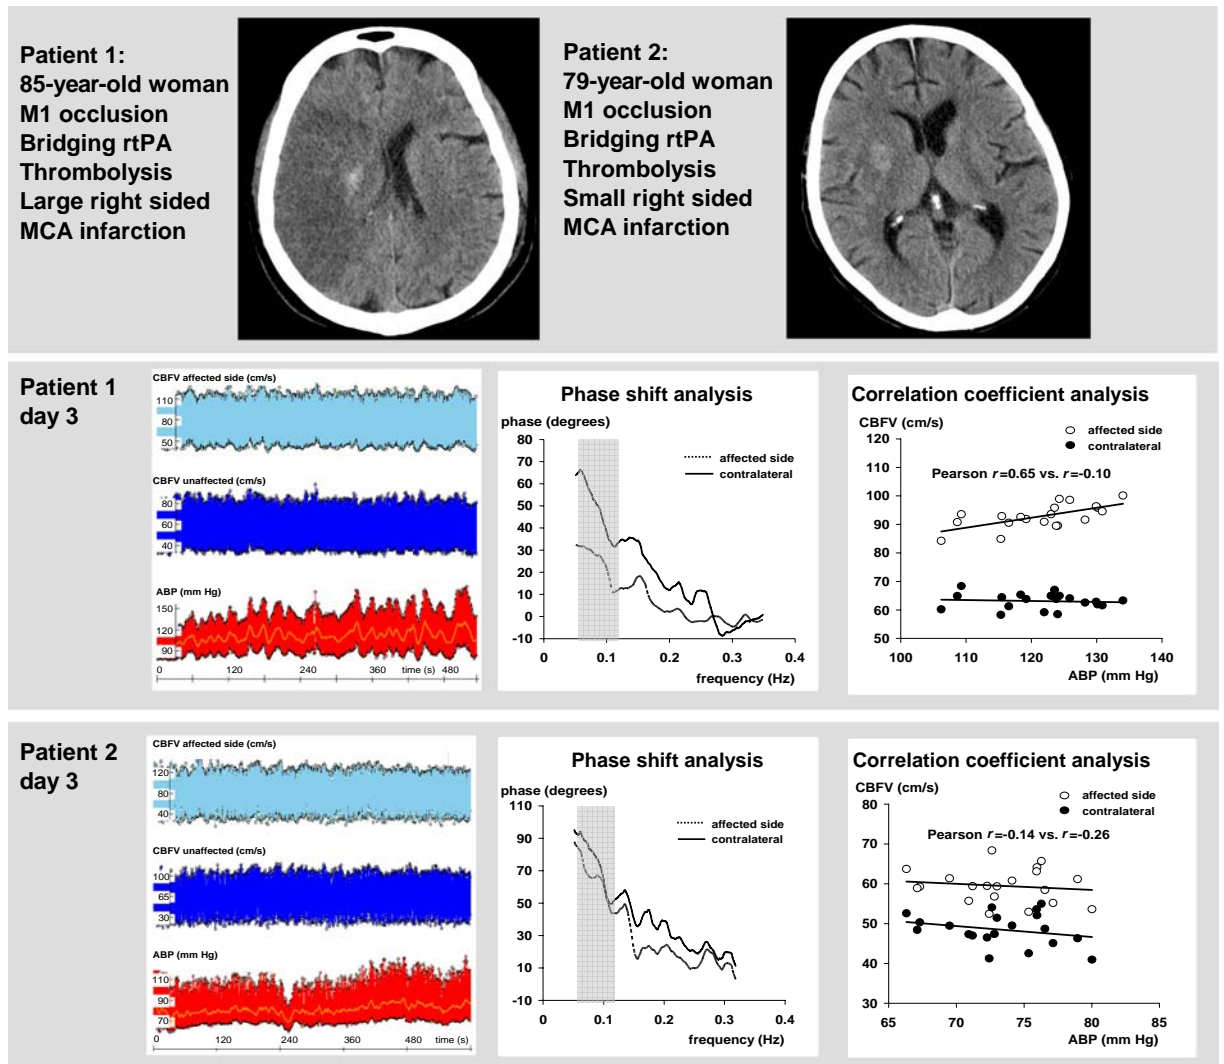 Patient 1:
85-year-old woman
M1 occlusion
Bridging rtPA
Thrombolysis
Large right sided
MCA infarction
Patient 2:
79-year-old woman
M1 occlusion
Bridging rtPA
Thrombolysis
Small right sided
MCA infarction
Patient 1
day 3
CBFV affected side (cm/s)
110
80
50
CBFV unaffected (cm/s)
80
60
40
ABP (mm Hg)
150
120
90
0 120 240 360 time (s) 480
Phase shift analysis
phase (degrees)
80
70
60
50
40
30
20
10
0
-10
affected side
contralateral
0 0.1 0.2 0.3 0.4
frequency (Hz)
Correlation coefficient analysis
CBFV (cm/s)
120
110
100
90
80
70
60
50
affected side
contralateral
Pearson r=0.65 vs. r=-0.10
100 110 120 130 140
ABP (mm Hg)
Patient 2
day 3
CBFV affected side (cm/s)
120
80
40
CBFV unaffected (cm/s)
100
65
30
ABP (mm Hg)
110
90
70
0 120 240 360 480 time (s)
Phase shift analysis
phase (degrees)
110
90
70
50
30
10
-10
affected side
contralateral
0 0.1 0.2 0.3 0.4
frequency (Hz)
Correlation coefficient analysis
CBFV (cm/s)
80
70
60
50
40
30
affected side
contralateral
Pearson r=-0.14 vs. r=-0.26
65 70 75 80 85
ABP (mm Hg)